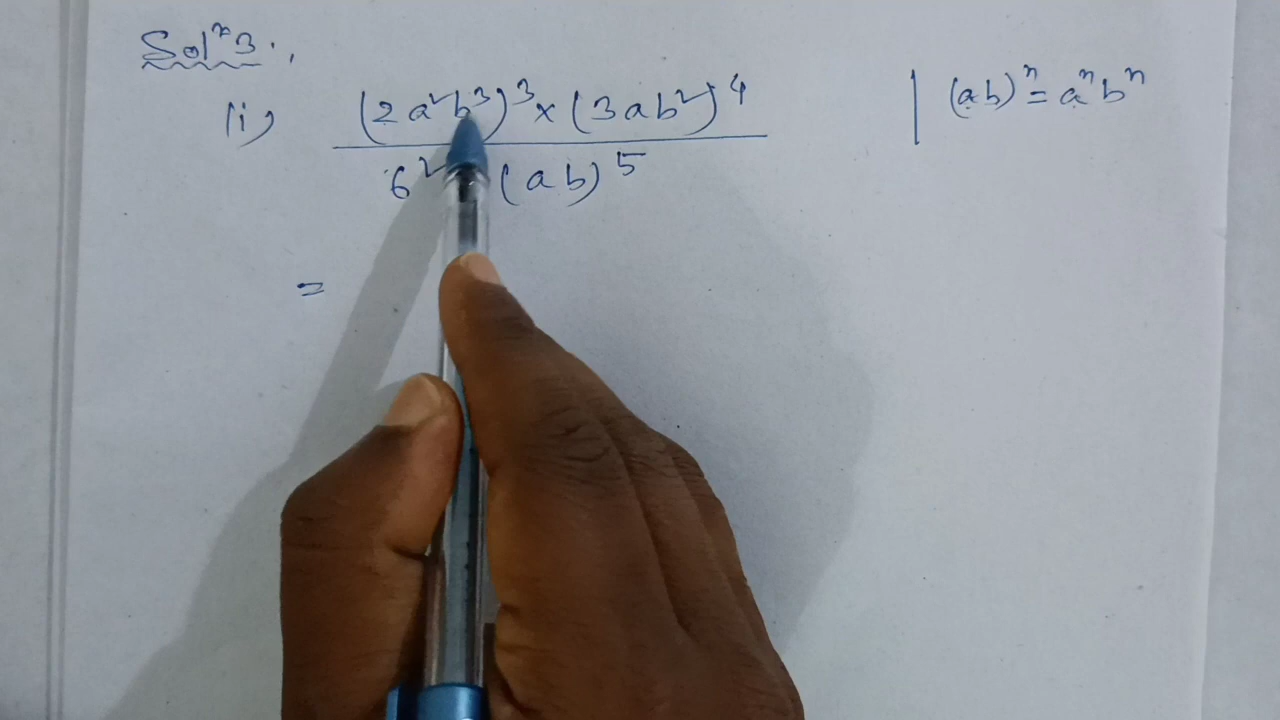 Solⁿ 3.
(i) (2a²b³)³ × (3ab²)⁴ | (ab)ⁿ = aⁿbⁿ
6² (ab)⁵
=